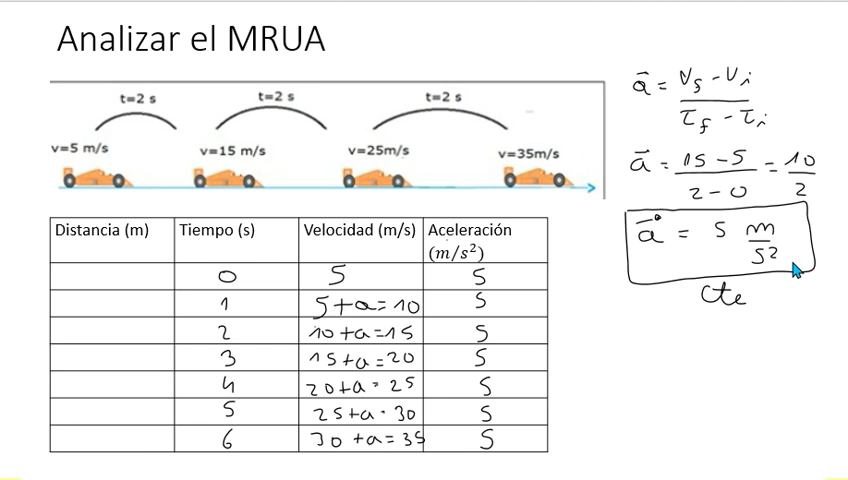 Analizar el MRUA
t=2 s t=2 s t=2 s
v=5 m/s v=15 m/s v=25m/s v=35m/s
Distancia (m) Tiempo (s) Velocidad (m/s) Aceleración (m/s²)
0 5 5
1 5+a=10 5
2 10+a=15 5
3 15+a=20 5
4 20+a=25 5
5 25+a=30 5
6 30+a=35 5
a = Vf - Vi / tf - ti
a = 15-5 / 2-0 = 10 / 2
a = 5 m / s²
cte